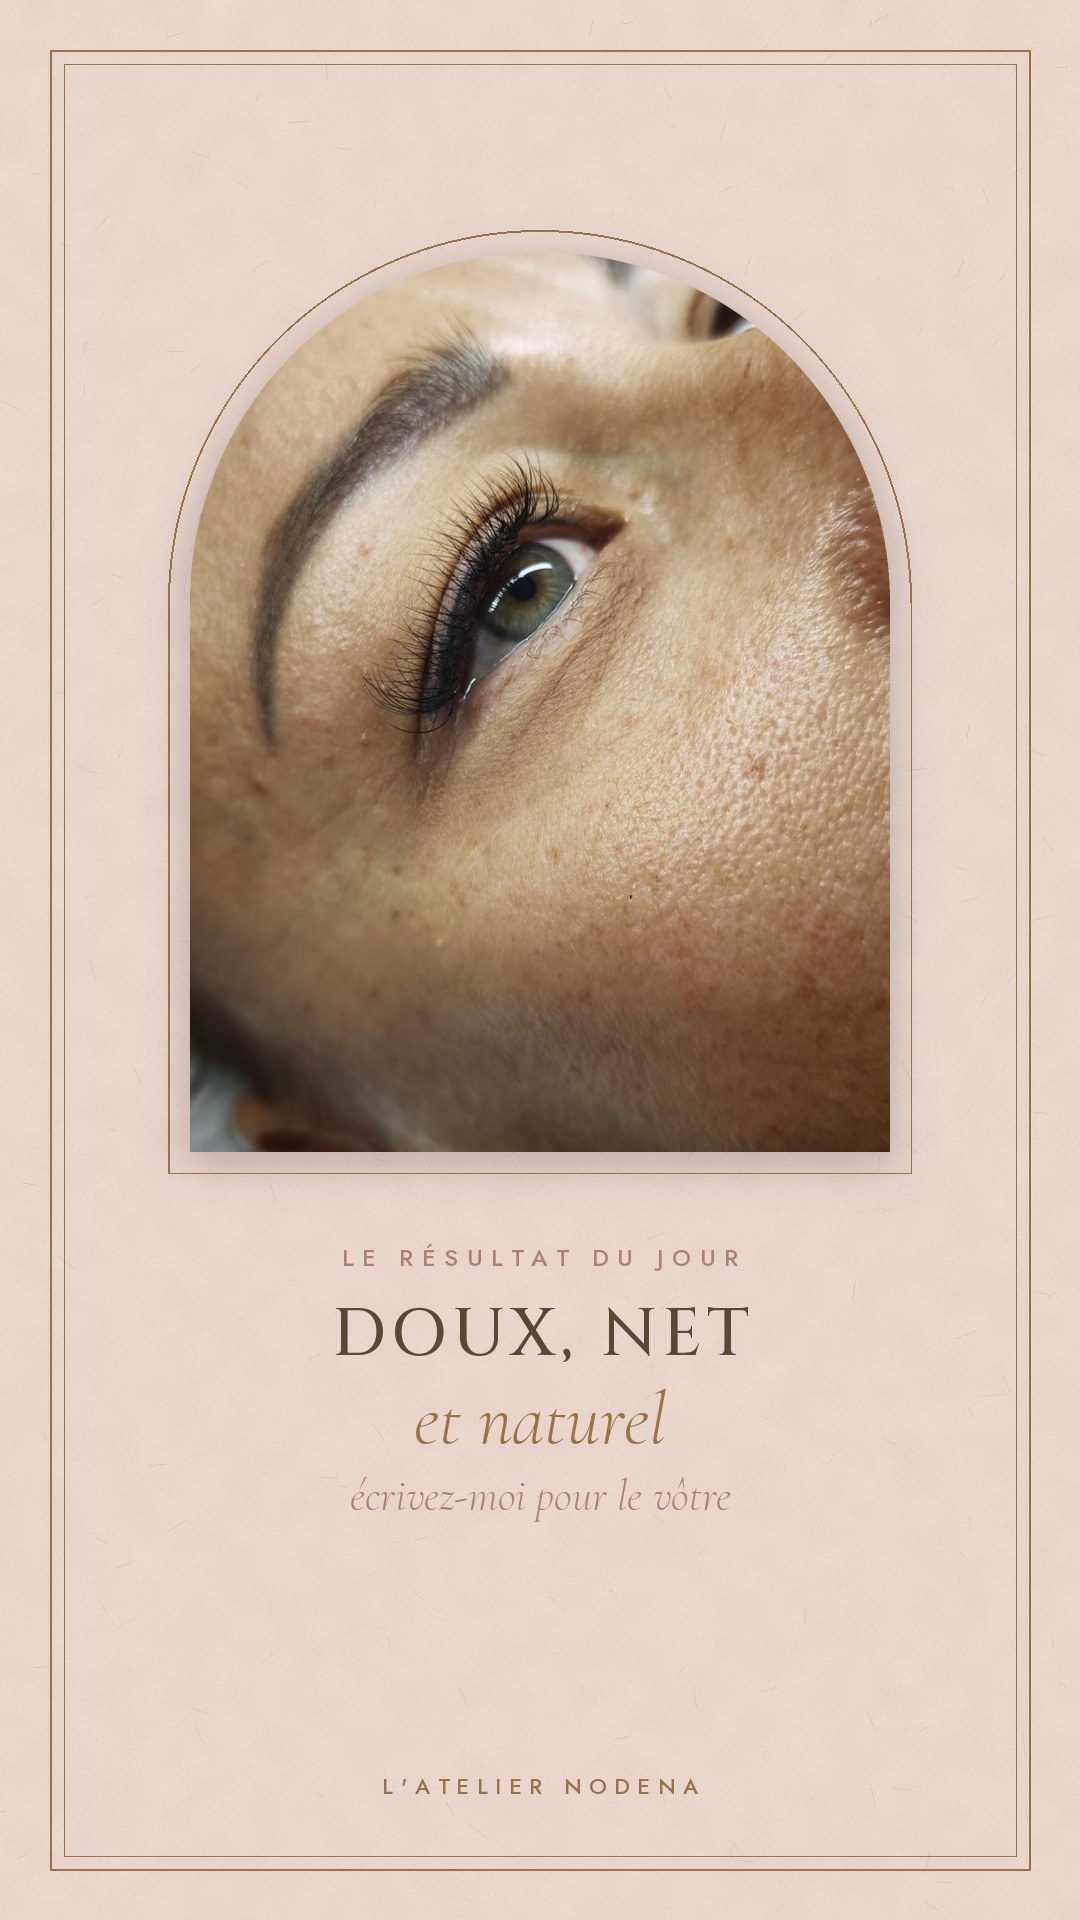 LE RÉSULTAT DU JOUR
DOUX, NET
et naturel
écrivez-moi pour le vôtre
L'ATELIER NODENA